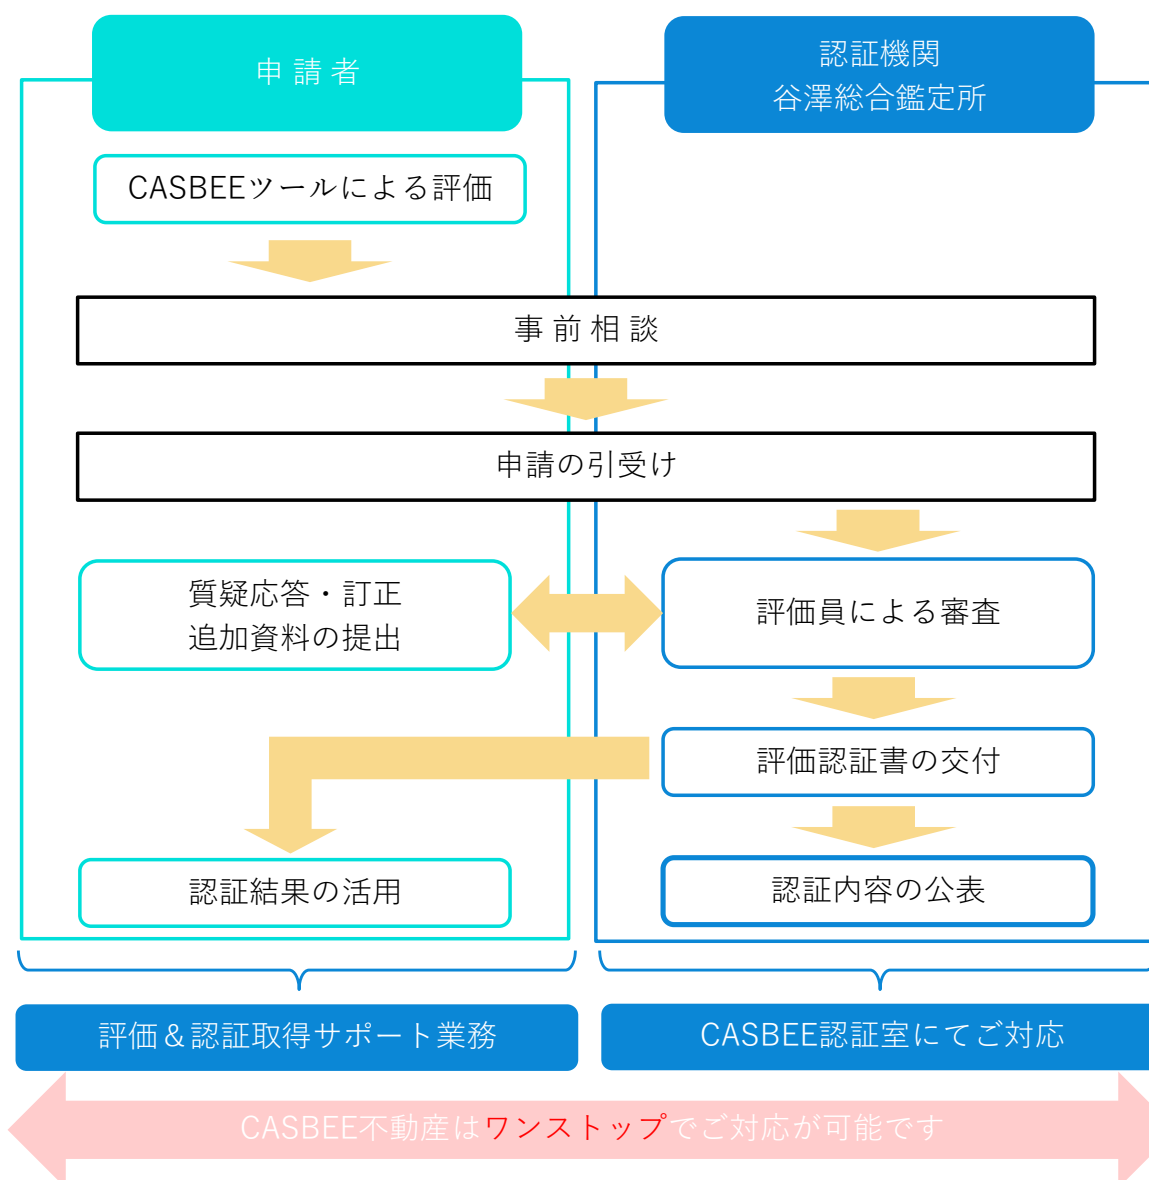 申請者
認証機関
谷澤総合鑑定所
CASBEEツールによる評価
事前相談
申請の引受け
質疑応答・訂正
追加資料の提出
評価員による審査
評価認証書の交付
認証結果の活用
認証内容の公表
評価＆認証取得サポート業務
CASBEE認証室にてご対応
CASBEE不動産はワンストップでご対応が可能です